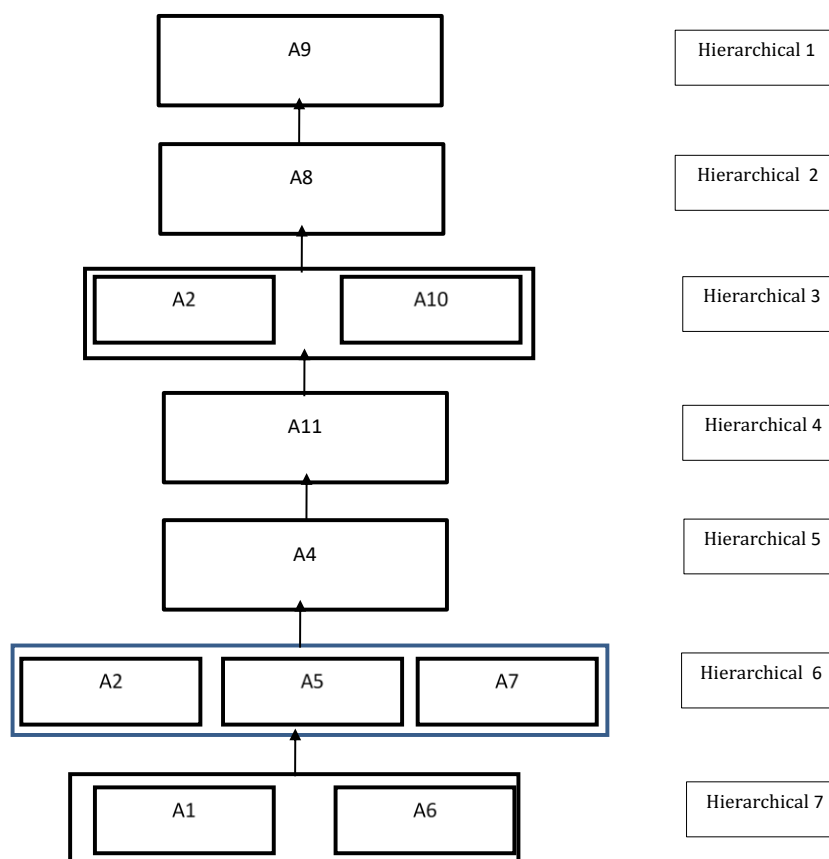 A9
Hierarchical 1
A8
Hierarchical 2
A2
A10
Hierarchical 3
A11
Hierarchical 4
A4
Hierarchical 5
A2
A5
A7
Hierarchical 6
A1
A6
Hierarchical 7